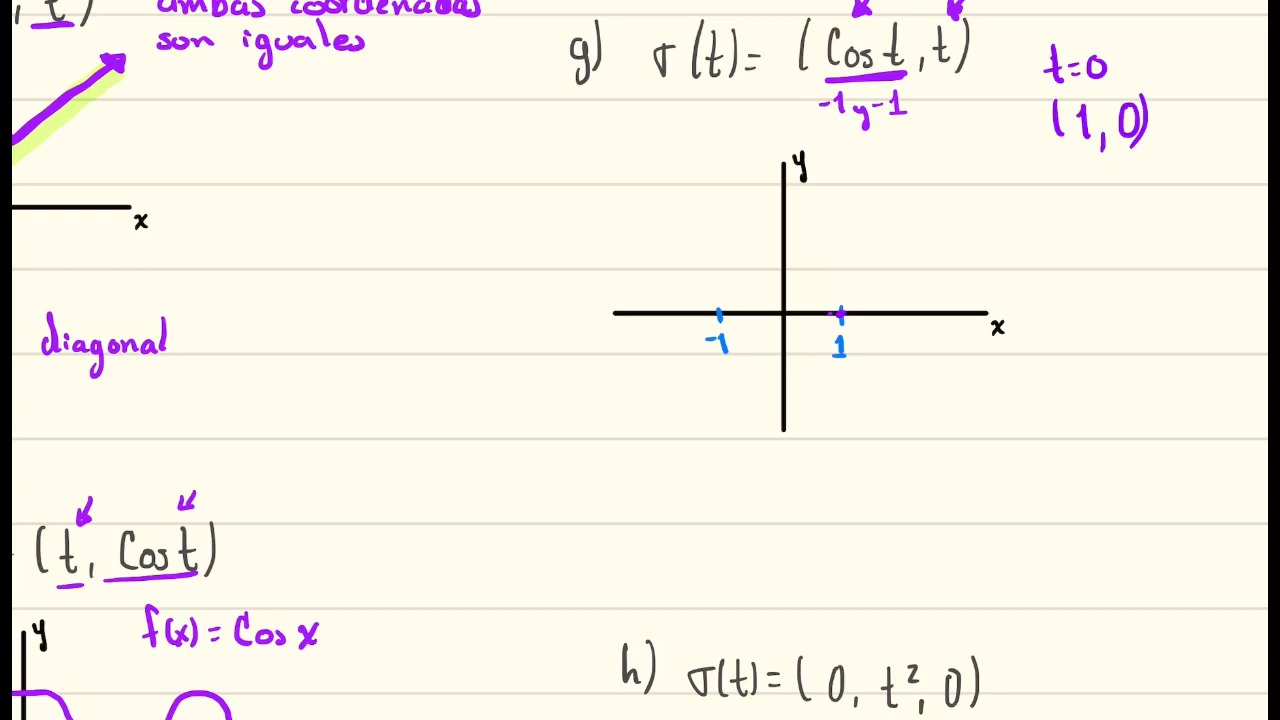 , t)
ambas coordenadas
son iguales
x
diagonal
(t, Cos t)
f(x) = Cos x
y
g) σ(t) = (Cos t, t)
-1 y -1
t=0
(1, 0)
y
x
-1
1
h) σ(t) = (0, t², 0)